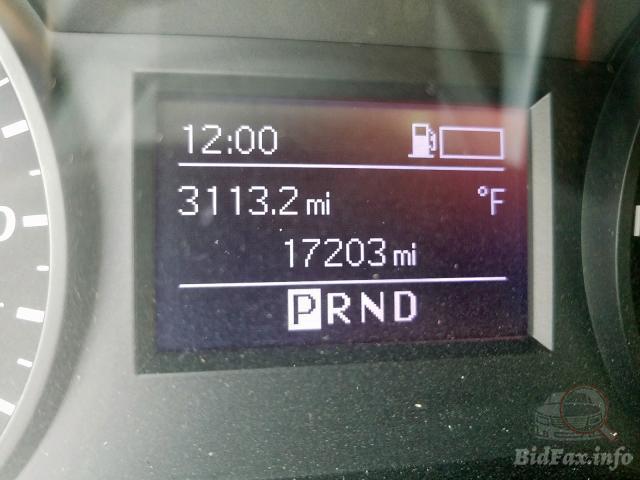 12:00
3113.2 mi °F
17203 mi
PRND
BidFax.info